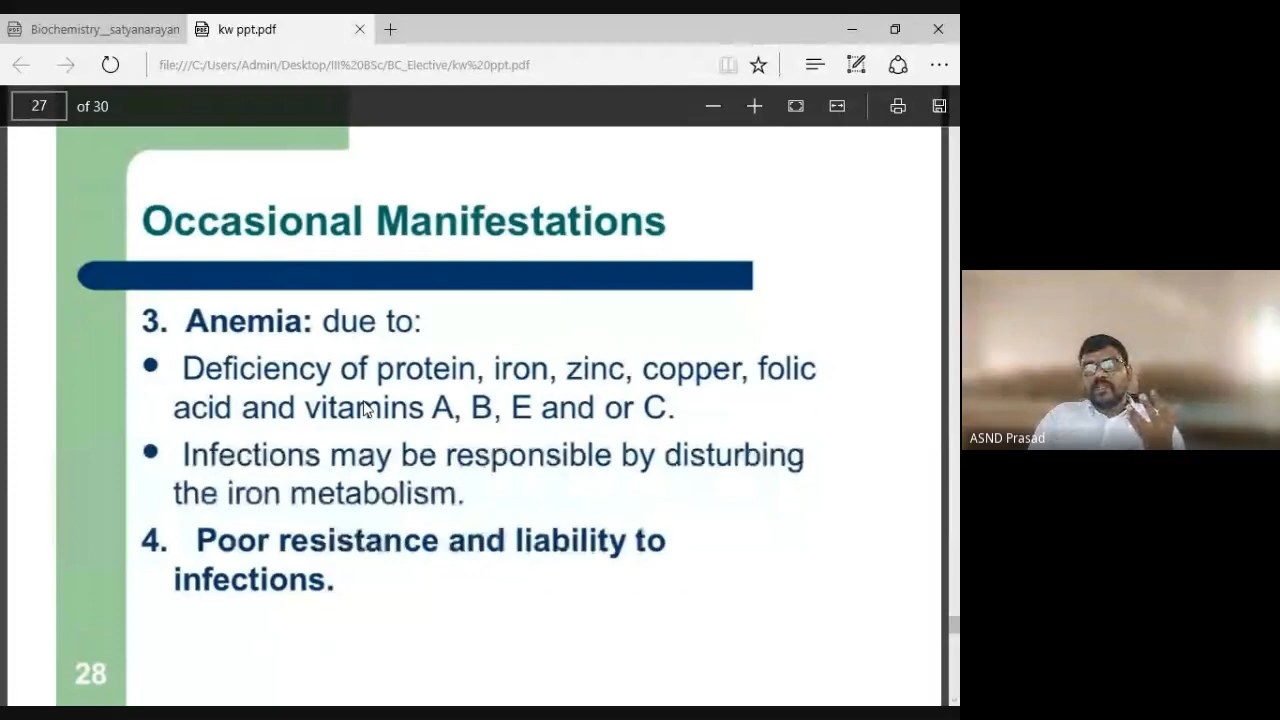 Biochemistry__satyanarayan
kw ppt.pdf
file:///C:/Users/Admin/Desktop/III%20BSc/BC_Elective/kw%20ppt.pdf
27 of 30
Occasional Manifestations
3. Anemia: due to:
• Deficiency of protein, iron, zinc, copper, folic
acid and vitamins A, B, E and or C.
• Infections may be responsible by disturbing
the iron metabolism.
4. Poor resistance and liability to
infections.
28
ASND Prasad